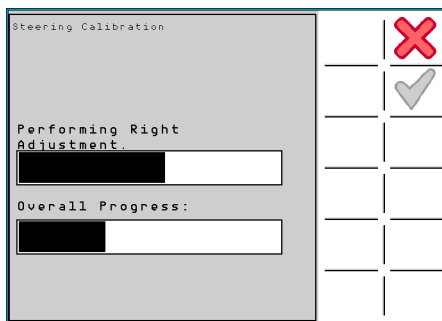 Steering Calibration
Performing Right
Adjustment.
Overall Progress: